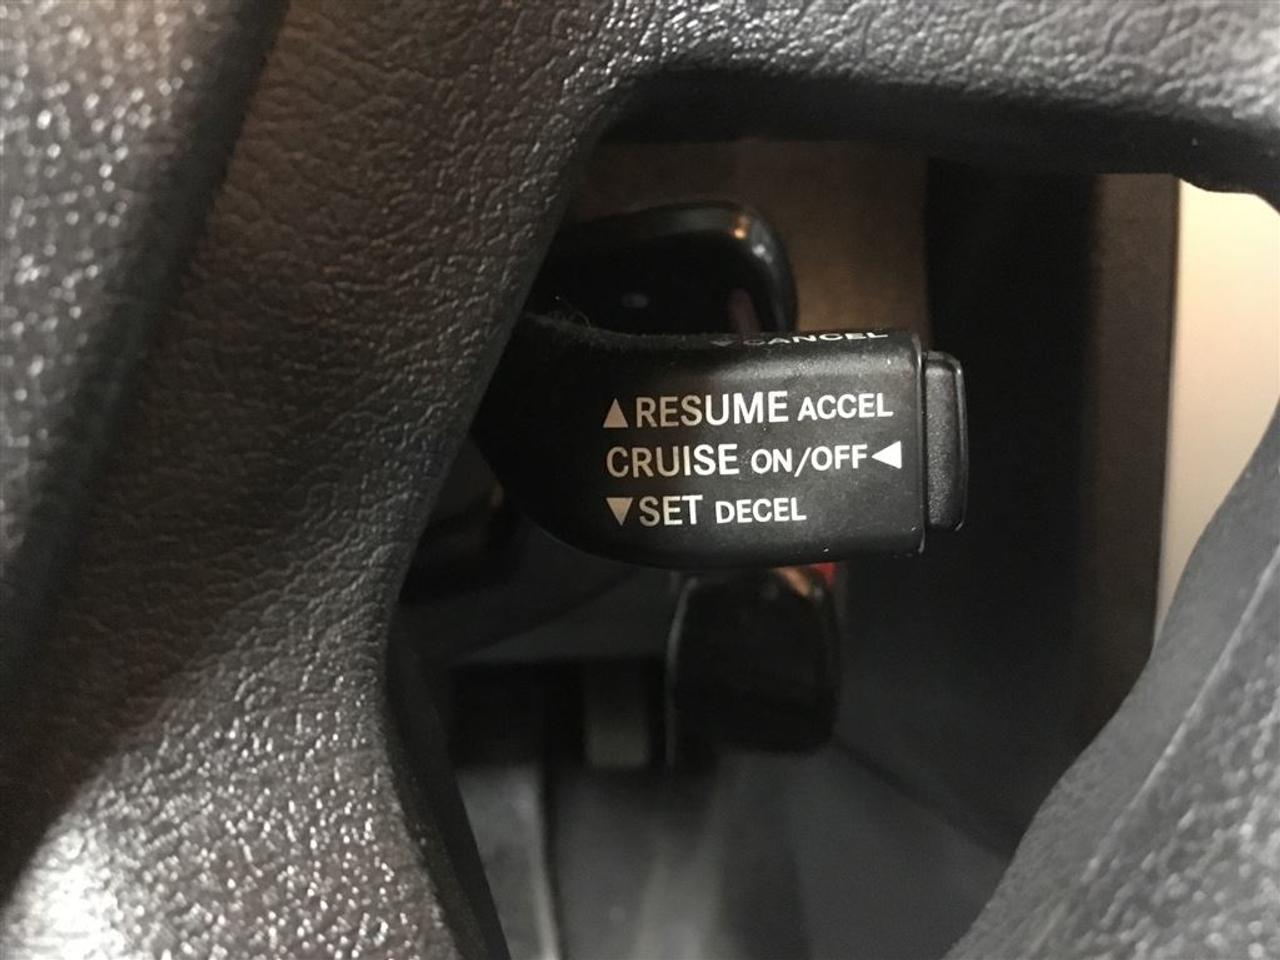 ▼ CANCEL
▲RESUME ACCEL
CRUISE ON/OFF◀
▼SET DECEL